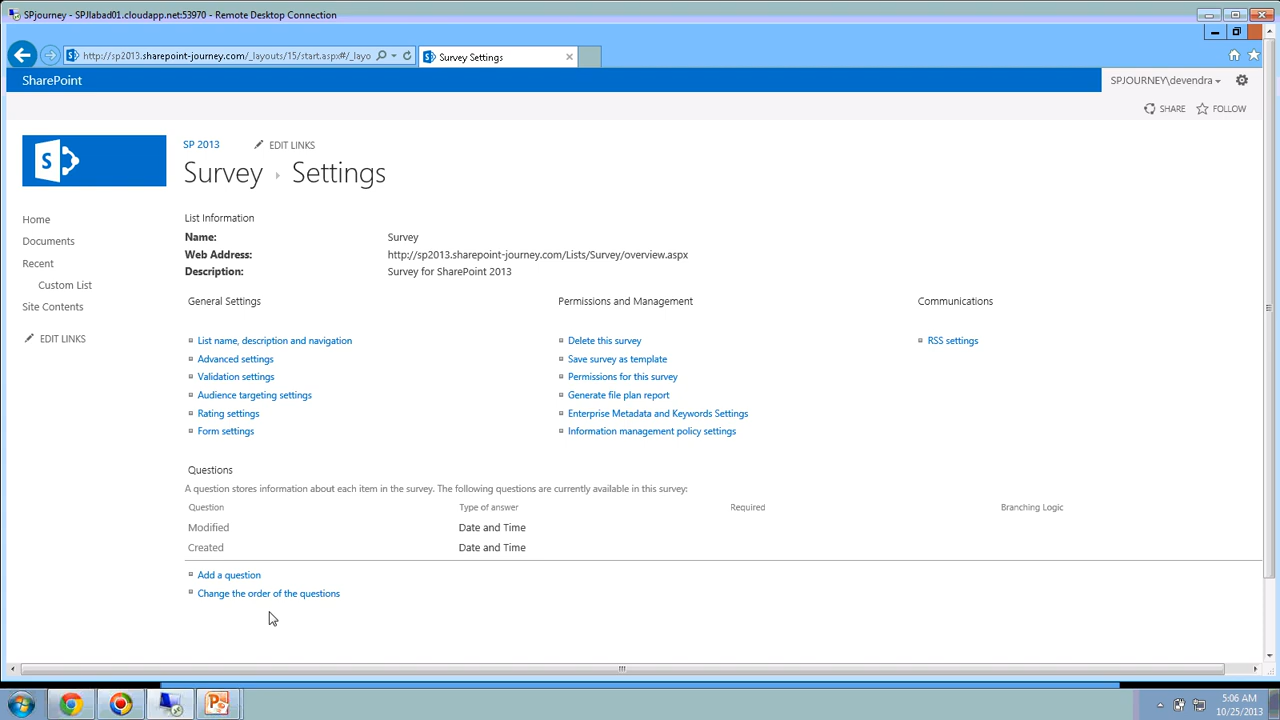 SPjourney - SPJlabad01.cloudapp.net:53970 - Remote Desktop Connection
http://sp2013.sharepoint-journey.com/_layouts/15/start.aspx#/_layo
Survey Settings
SharePoint
SPJOURNEY\devendra
SHARE
FOLLOW
S
SP 2013
EDIT LINKS
Survey Settings
Home
Documents
Recent
Custom List
Site Contents
EDIT LINKS
List Information
Name: Survey
Web Address: http://sp2013.sharepoint-journey.com/Lists/Survey/overview.aspx
Description: Survey for SharePoint 2013
General Settings Permissions and Management Communications
List name, description and navigation Delete this survey RSS settings
Advanced settings Save survey as template
Validation settings Permissions for this survey
Audience targeting settings Generate file plan report
Rating settings Enterprise Metadata and Keywords Settings
Form settings Information management policy settings
Questions
A question stores information about each item in the survey. The following questions are currently available in this survey:
Question Type of answer Required Branching Logic
Modified Date and Time
Created Date and Time
Add a question
Change the order of the questions
5:06 AM
10/25/2013